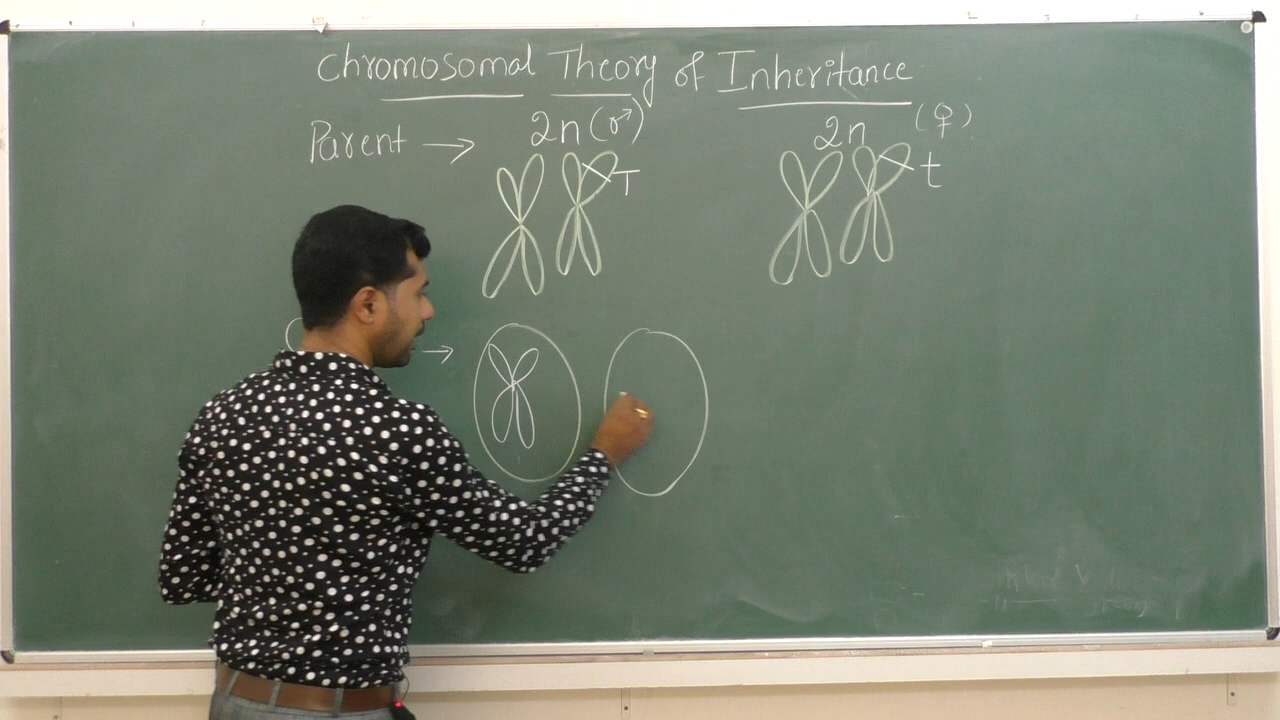 Chromosomal Theory of Inheritance
Parent → 2n (♂) 2n (♀)
T t
→